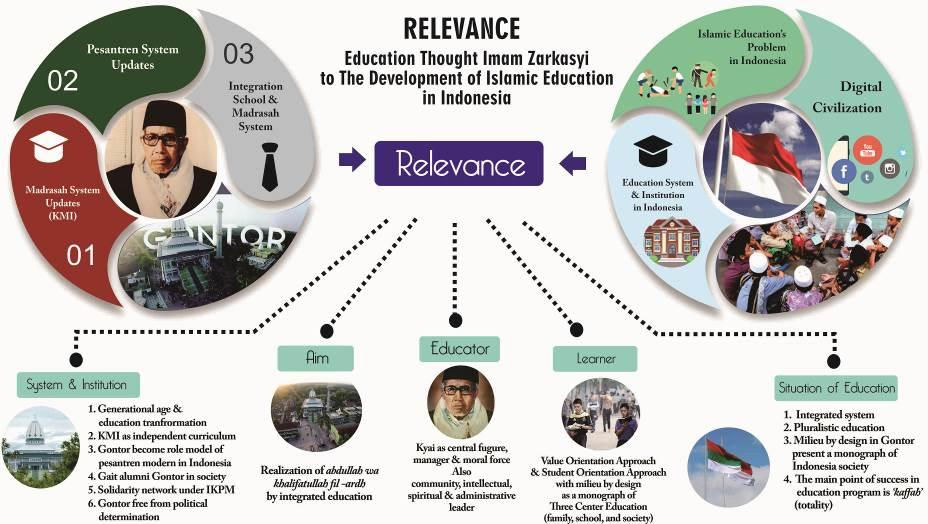 RELEVANCE
Education Thought Imam Zarkasyi
to The Development of Islamic Education
in Indonesia
02
Pesantren System
Updates
03
Integration
School &
Madrasah
System
Madrasah System
Updates
(KMI)
01
GONTOR
Relevance
Islamic Education's
Problem
in Indonesia
Digital
Civilization
You
Tube
f
t
Education System
& Institution
in Indonesia
System & Institution
1. Generational age &
education tranformation
2. KMI as independent curriculum
3. Gontor become role model of
pesantren modern in Indonesia
4. Gait alumni Gontor in society
5. Solidarity network under IKPM
6. Gontor free from political
determination
Aim
Realization of abdullah wa
khalifatullah fil -ardh
by integrated education
Educator
Kyai as central fugure,
manager & moral force
Also
community, intellectual,
spiritual & administrative
leader
Learner
Value Orientation Approach
& Student Orientation Approach
with milieu by design
as a monograph of
Three Center Education
(family, school, and society)
Situation of Education
1. Integrated system
2. Pluralistic education
3. Milieu by design in Gontor
present a monograph of
Indonesia society
4. The main point of success in
education program is 'kaffah'
(totality)